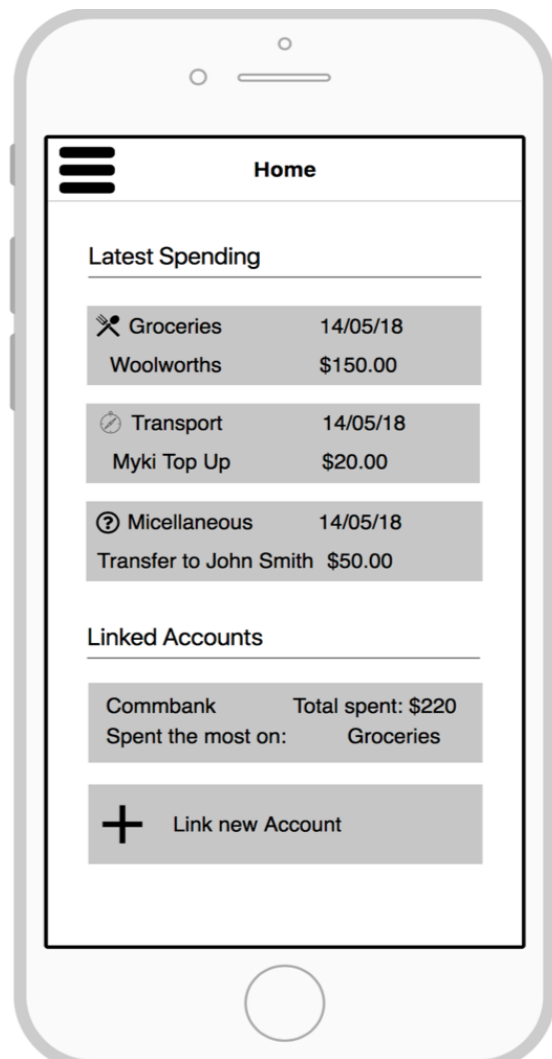 Home
Latest Spending
Groceries 14/05/18
Woolworths $150.00
Transport 14/05/18
Myki Top Up $20.00
Micellaneous 14/05/18
Transfer to John Smith $50.00
Linked Accounts
Commbank Total spent: $220
Spent the most on: Groceries
Link new Account